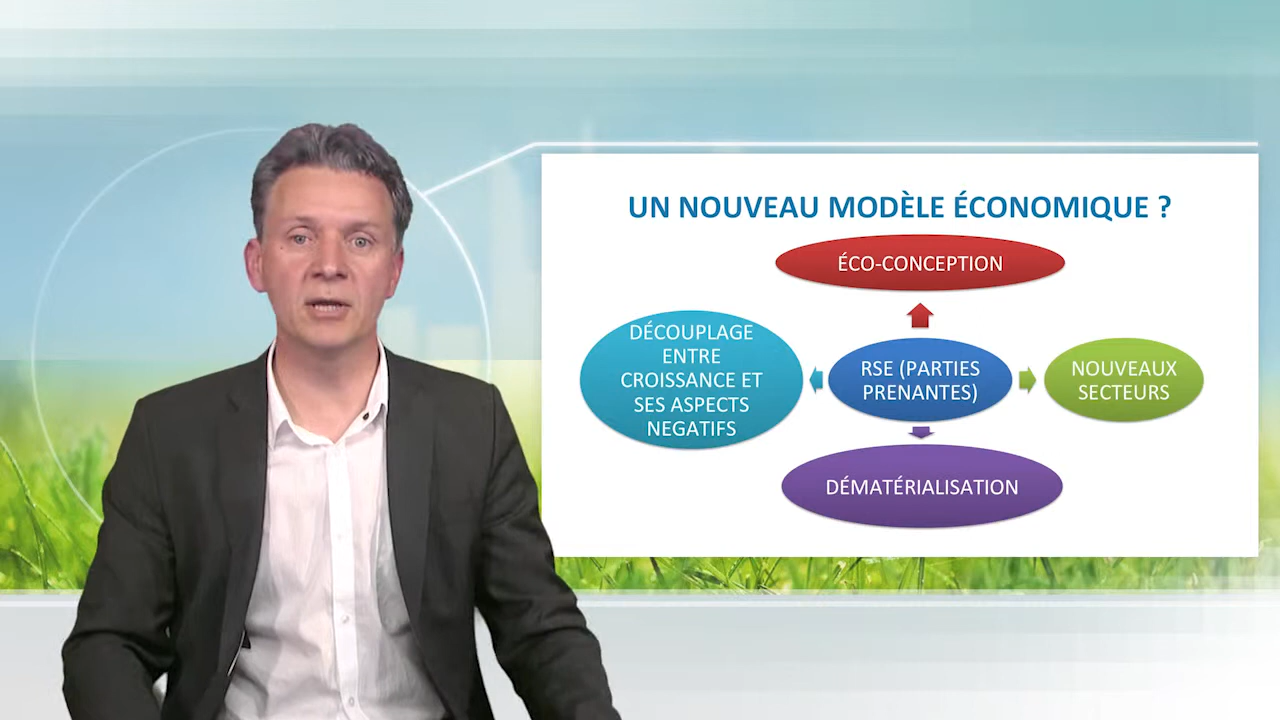 UN NOUVEAU MODÈLE ÉCONOMIQUE ?
ÉCO-CONCEPTION
DÉCOUPLAGE
ENTRE
CROISSANCE ET
SES ASPECTS
NEGATIFS
RSE (PARTIES
PRENANTES)
NOUVEAUX
SECTEURS
DÉMATÉRIALISATION